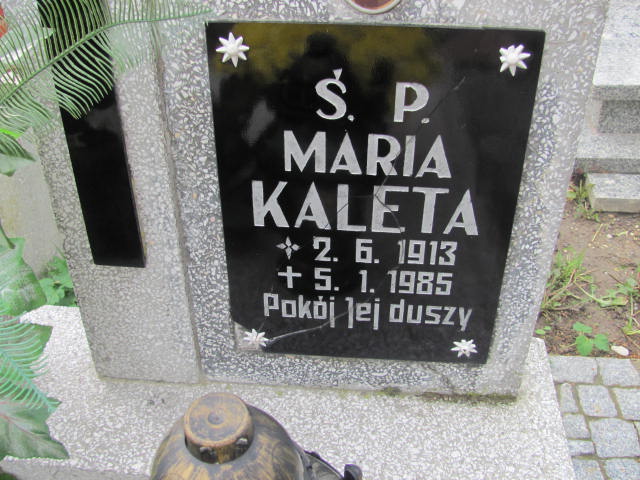 Ś. P.
MARIA
KALETA
2. 6. 1913
5. 1. 1985
Pokój Jej duszy